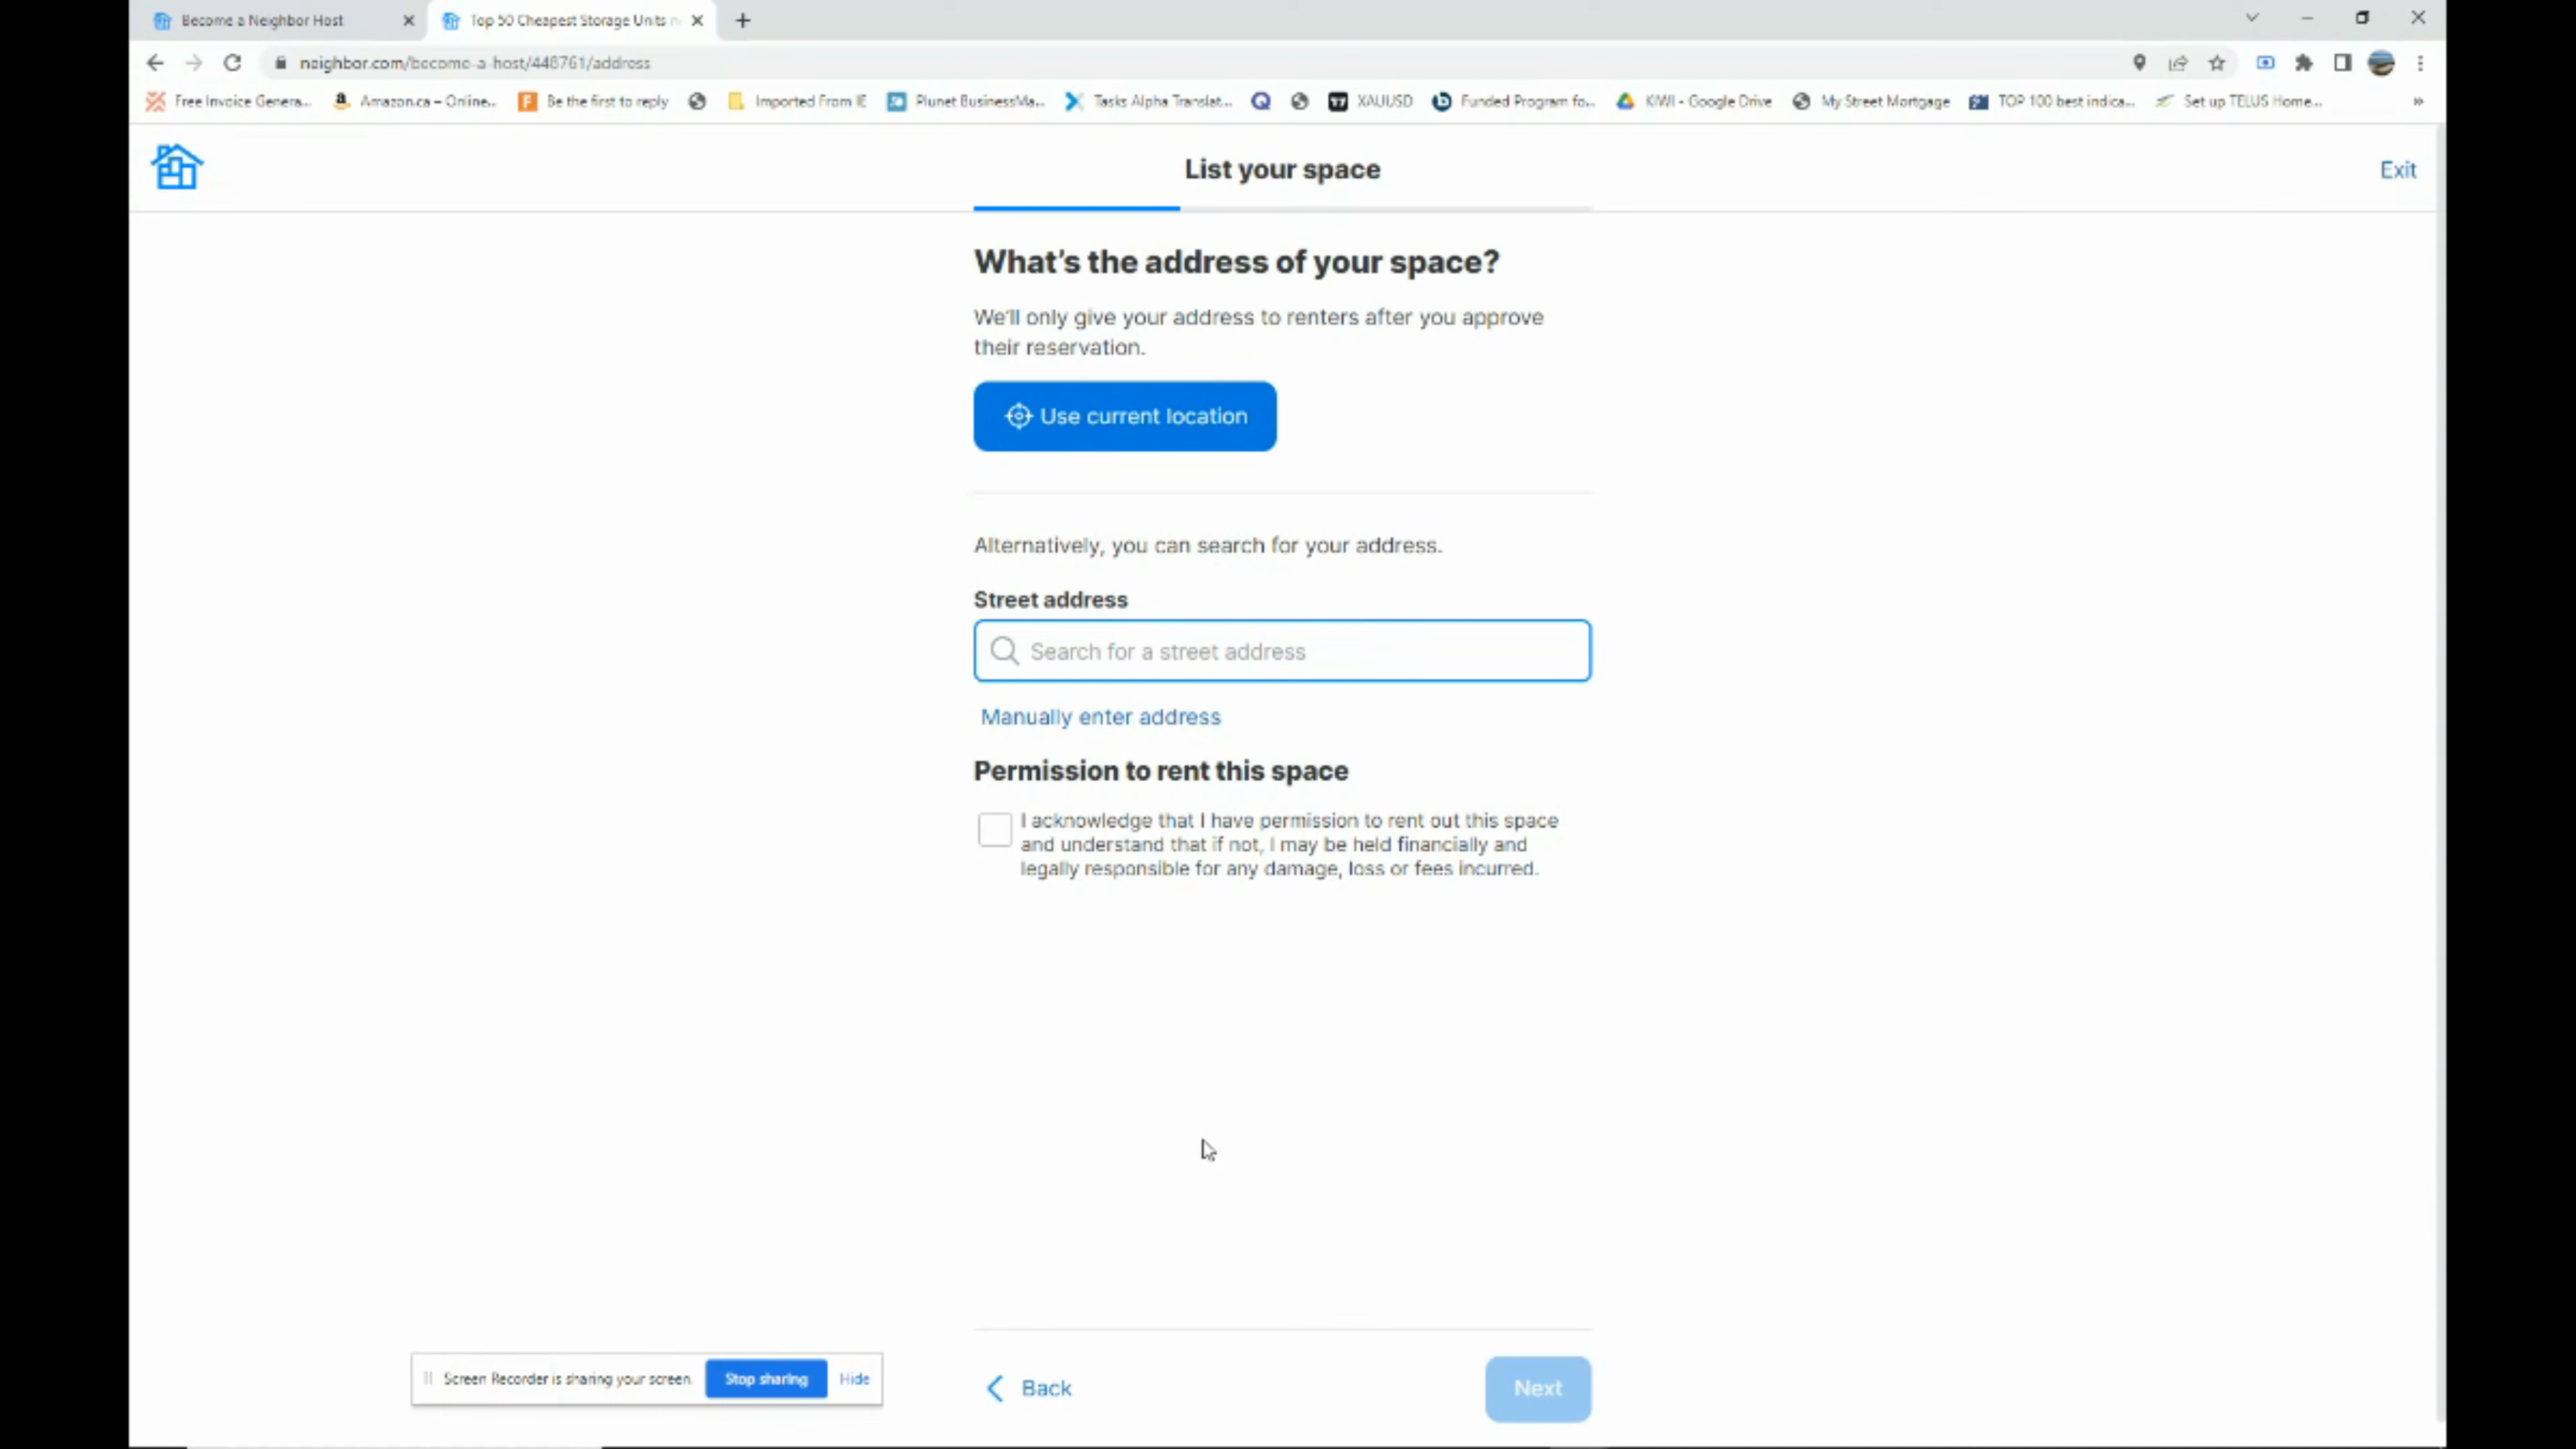 Become a Neighbor Host
Top 50 Cheapest Storage Units n
neighbor.com/become-a-host/448761/address
Free Invoice Genera...
Amazon.ca – Online...
Be the first to reply
Imported From IE
Plunet BusinessMa...
Tasks Alpha Translat...
XAUUSD
Funded Program fo...
KIWI - Google Drive
My Street Mortgage
TOP 100 best indica...
Set up TELUS Home...
List your space
Exit
What's the address of your space?
We'll only give your address to renters after you approve
their reservation.
Use current location
Alternatively, you can search for your address.
Street address
Search for a street address
Manually enter address
Permission to rent this space
I acknowledge that I have permission to rent out this space
and understand that if not, I may be held financially and
legally responsible for any damage, loss or fees incurred.
Screen Recorder is sharing your screen.
Stop sharing
Hide
Back
Next